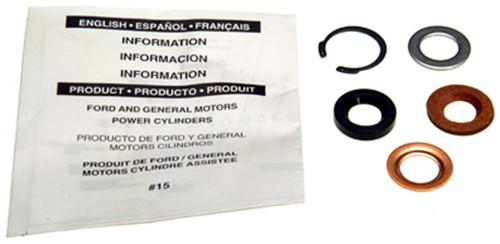 ENGLISH • ESPAÑOL • FRANÇAIS
INFORMATION
INFORMACION
INFORMATION
PRODUCT • PRODUCTO • PRODUIT
FORD AND GENERAL MOTORS
POWER CYLINDERS
PRODUCTO DE FORD Y GENERAL
MOTORS CILINDROS
PRODUIT DE FORD / GENERAL
MOTORS CYLINDRE ASSISTEE
#15